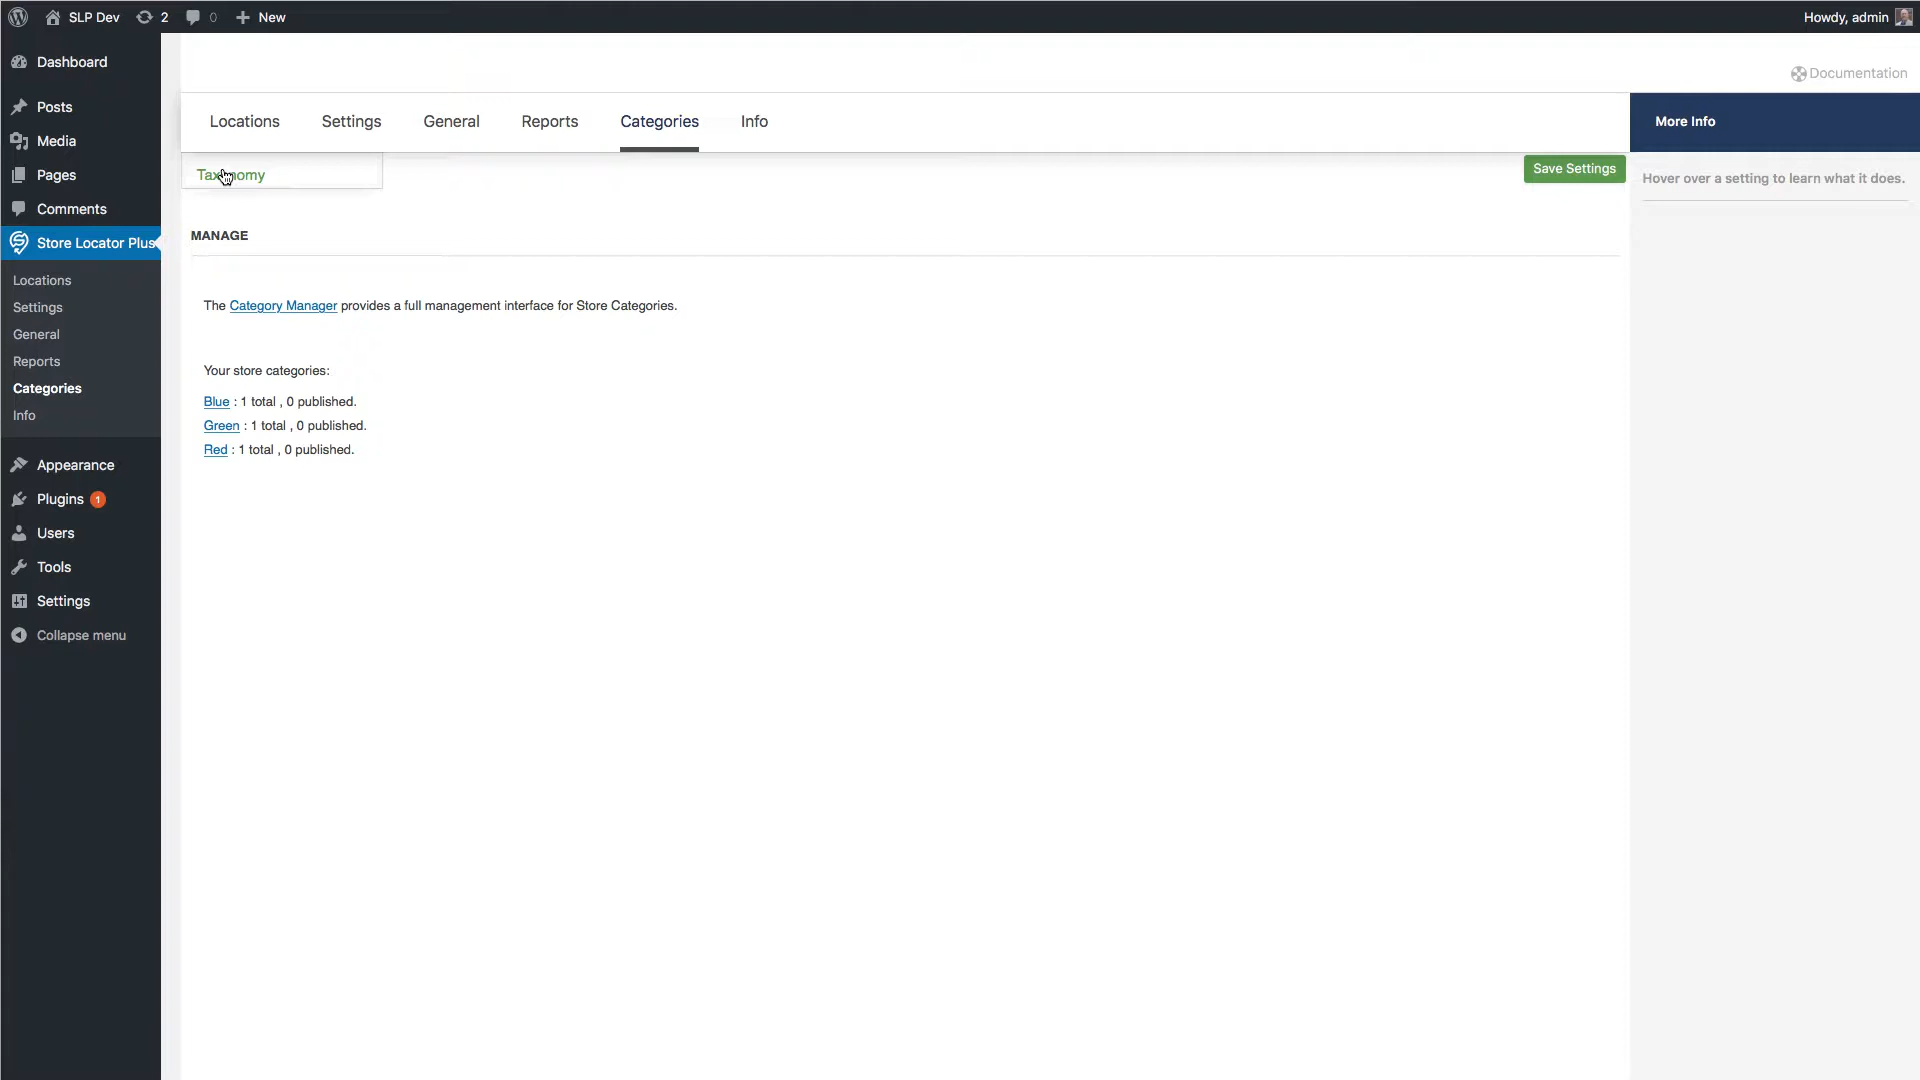 SLP Dev 2 0 New
Howdy, admin
Dashboard
Posts
Media
Pages
Comments
Store Locator Plus
Locations
Settings
General
Reports
Categories
Info
Appearance
Plugins 1
Users
Tools
Settings
Collapse menu
Documentation
Locations Settings General Reports Categories Info
More Info
Taxonomy
Save Settings
Hover over a setting to learn what it does.
MANAGE
The Category Manager provides a full management interface for Store Categories.
Your store categories:
Blue : 1 total , 0 published.
Green : 1 total , 0 published.
Red : 1 total , 0 published.